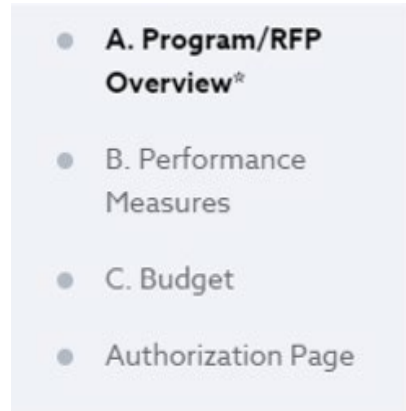 A. Program/RFP
Overview*
B. Performance
Measures
C. Budget
Authorization Page